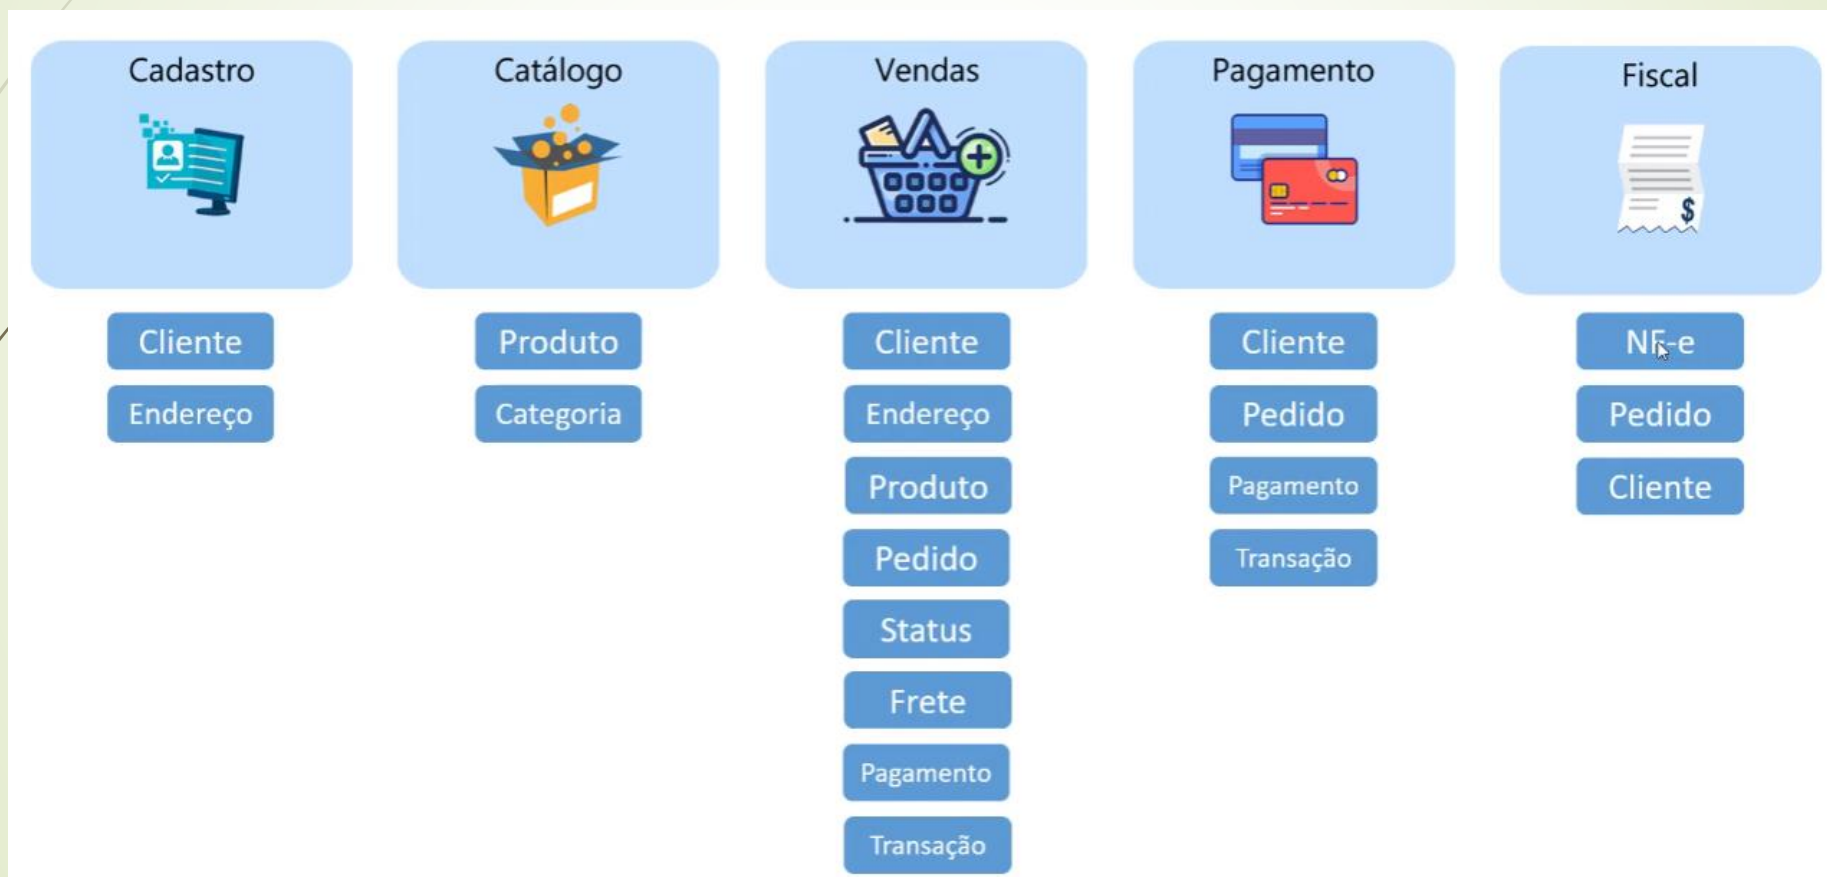 Cadastro
Cliente
Endereço
Catálogo
Produto
Categoria
Vendas
Cliente
Endereço
Produto
Pedido
Status
Frete
Pagamento
Transação
Pagamento
Cliente
Pedido
Pagamento
Transação
Fiscal
$
NF-e
Pedido
Cliente